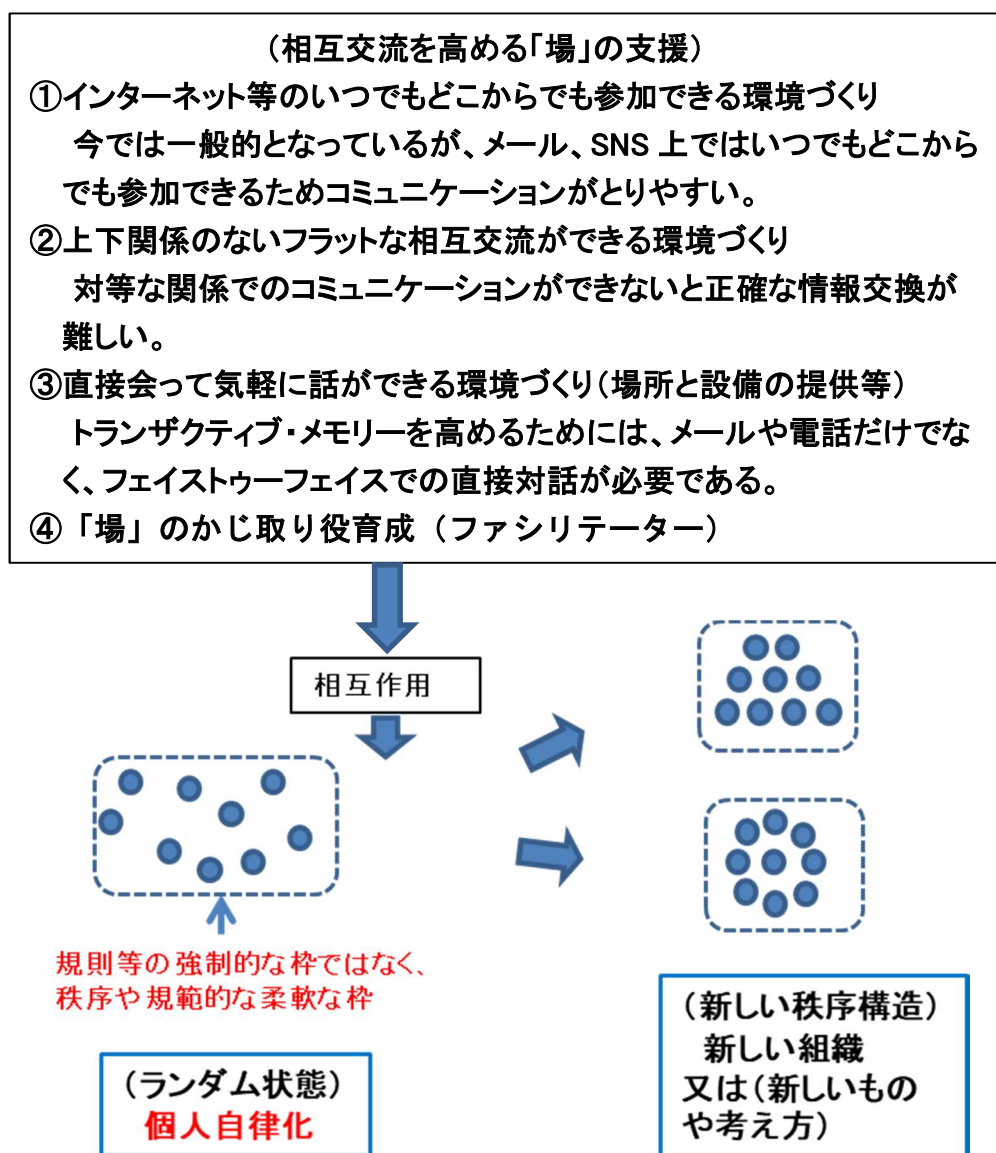 (相互交流を高める「場」の支援)
①インターネット等のいつでもどこからでも参加できる環境づくり
今では一般的となっているが、メール、SNS 上ではいつでもどこから
でも参加できるためコミュニケーションがとりやすい。
②上下関係のないフラットな相互交流ができる環境づくり
対等な関係でのコミュニケーションができないと正確な情報交換が
難しい。
③直接会って気軽に話ができる環境づくり(場所と設備の提供等)
トランザクティブ・メモリーを高めるためには、メールや電話だけでな
く、フェイストゥーフェイスでの直接対話が必要である。
④「場」のかじ取り役育成(ファシリテーター)
相互作用
規則等の強制的な枠ではなく、
秩序や規範的な柔軟な枠
(ランダム状態)
個人自律化
(新しい秩序構造)
新しい組織
又は(新しいもの
や考え方)